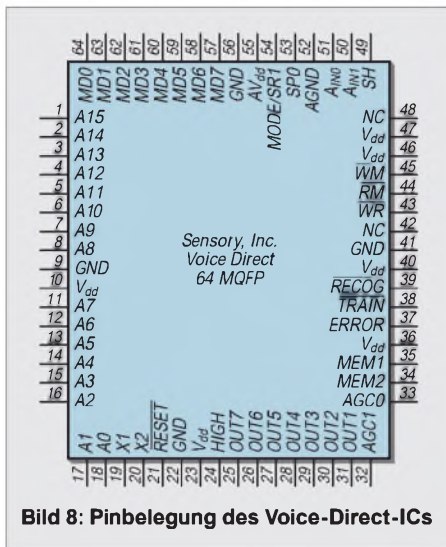 64 63 62 61 60 59 58 57 56 55 54 53 52 51 50 49
MD0 MD1 MD2 MD3 MD4 MD5 MD6 MD7 GND AVdd MODE/SR1 SP0 AGND AIN0 AIN1 SH
1 A15 NC 48
2 A14 Vdd 47
3 A13 Vdd 46
4 A12 WM 45
5 A11 RM 44
6 A10 WR 43
7 A9 NC 42
8 A8 GND 41
9 GND Vdd 40
10 Vdd RECOG 39
11 A7 TRAIN 38
12 A6 ERROR 37
13 A5 Vdd 36
14 A4 MEM1 35
15 A3 MEM2 34
16 A2 AGC0 33
Sensory, Inc.
Voice Direct
64 MQFP
A1 A0 X1 X2 RESET GND Vdd HIGH OUT7 OUT6 OUT5 OUT4 OUT3 OUT2 OUT1 AGC1
17 18 19 20 21 22 23 24 25 26 27 28 29 30 31 32
Bild 8: Pinbelegung des Voice-Direct-ICs